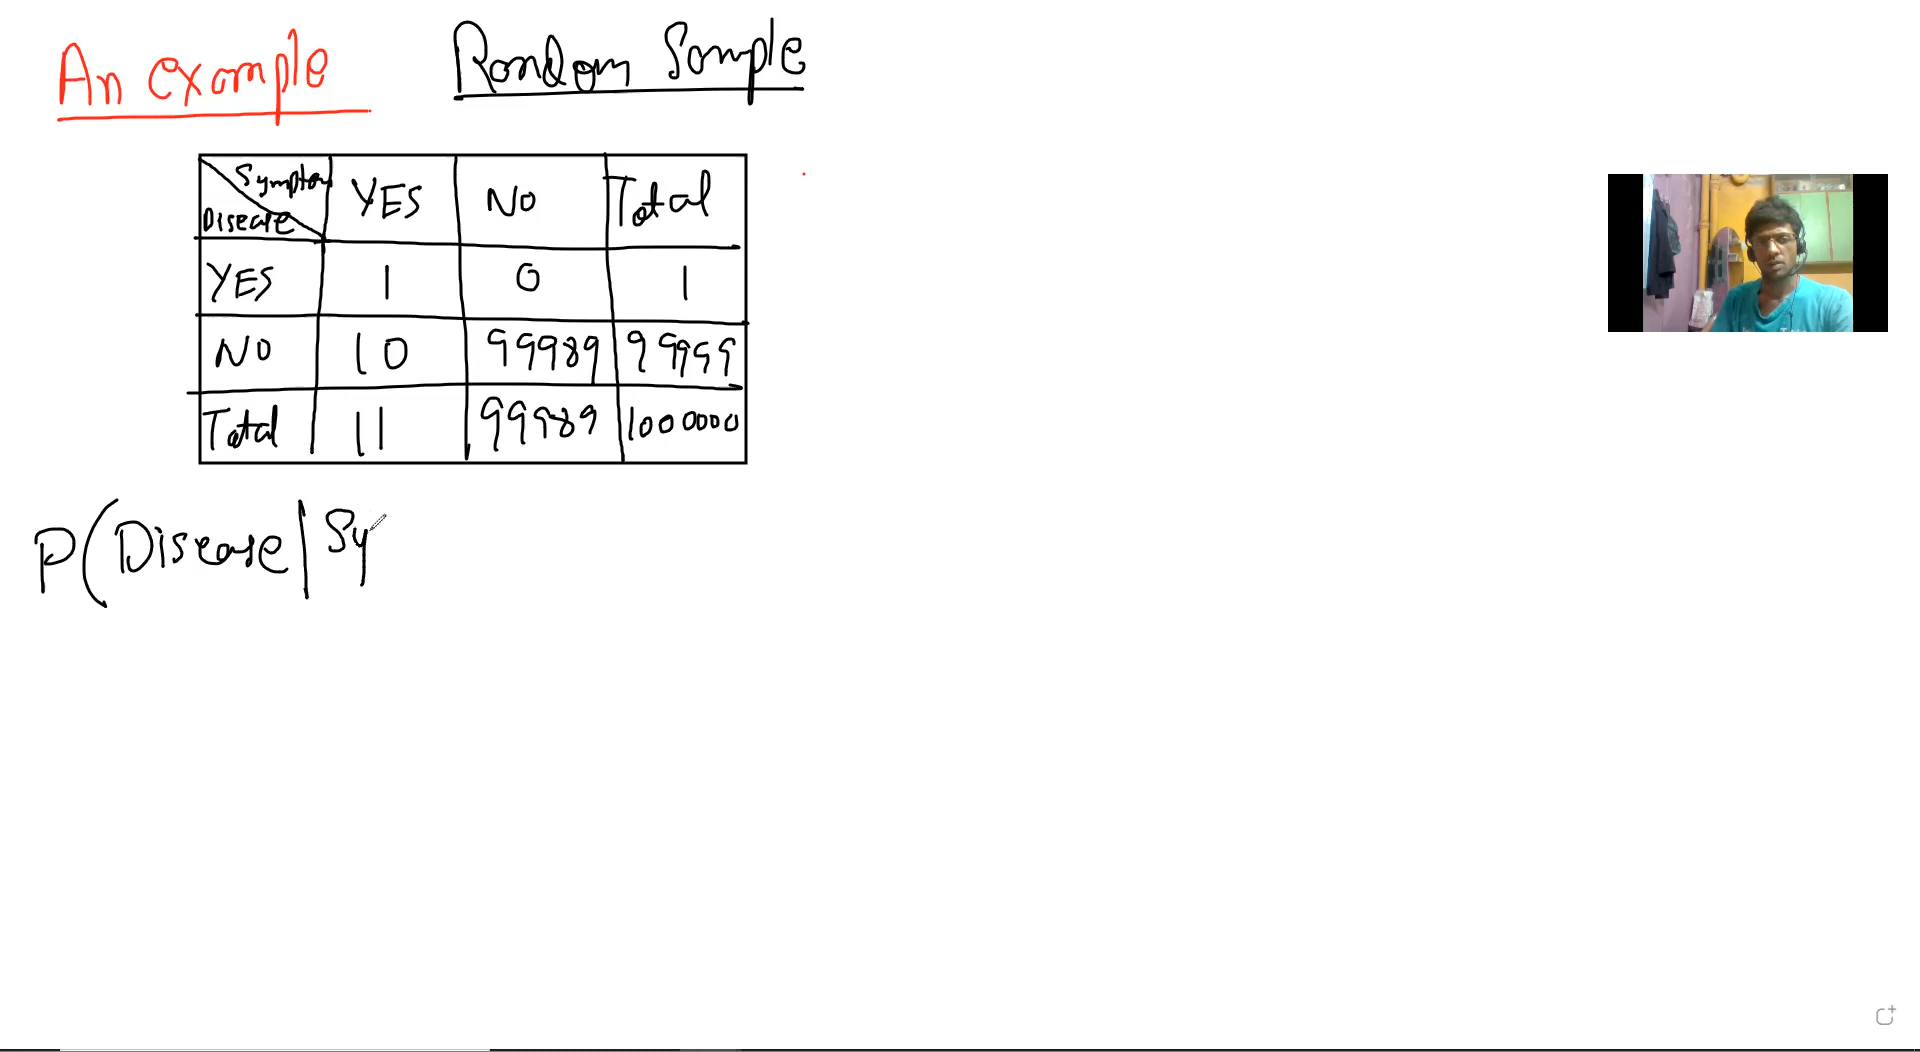 An example
Random Sample
Symptom YES NO Total
Disease
YES 1 0 1
NO 10 99989 99999
Total 11 99989 1000000
P(Disease | Sy